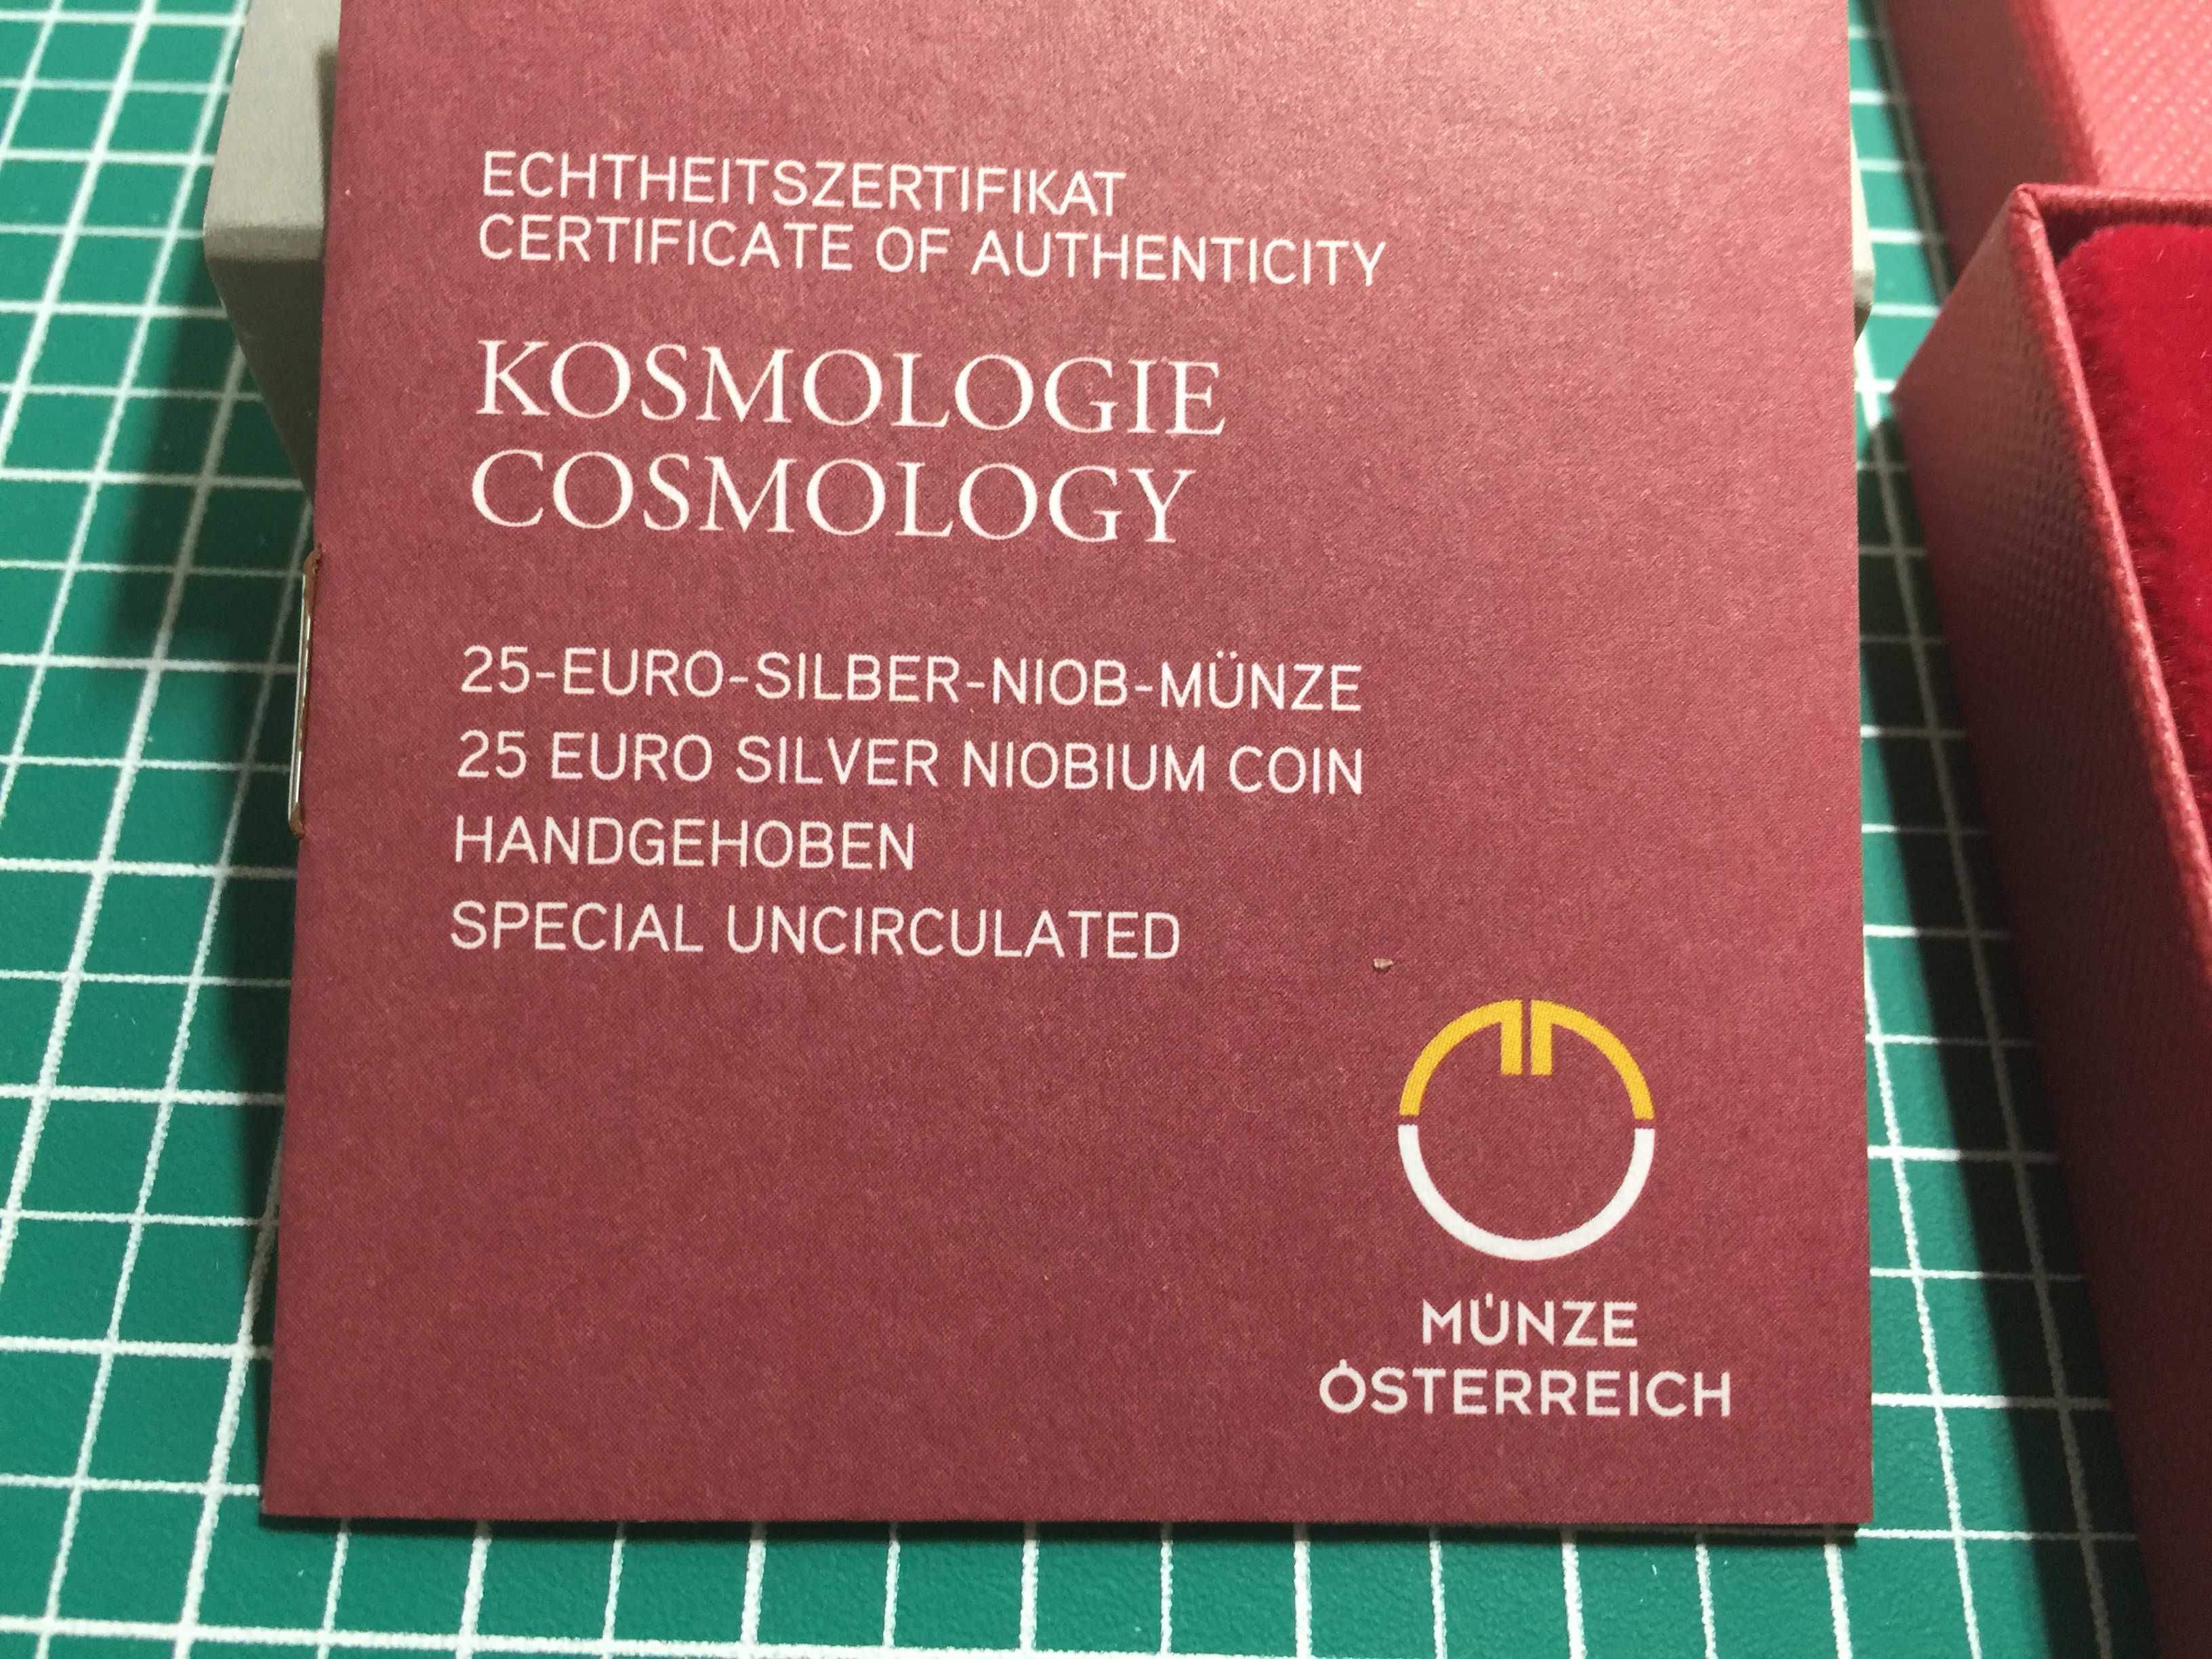 ECHTHEITSZERTIFIKAT
CERTIFICATE OF AUTHENTICITY
KOSMOLOGIE
COSMOLOGY
25-EURO-SILBER-NIOB-MÜNZE
25 EURO SILVER NIOBIUM COIN
HANDGEHOBEN
SPECIAL UNCIRCULATED
MÜNZE
ÖSTERREICH